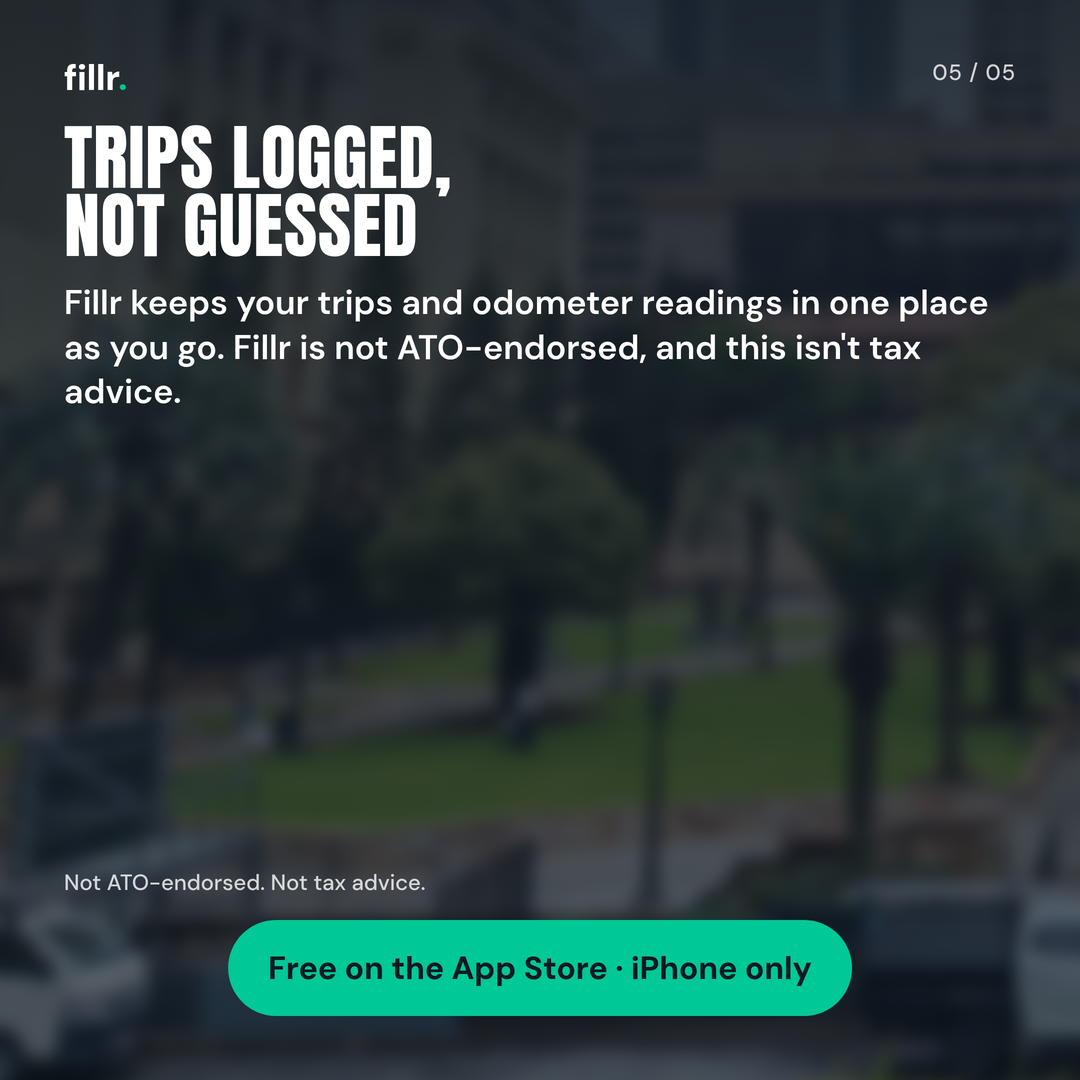 fillr.
05 / 05
TRIPS LOGGED,
NOT GUESSED
Fillr keeps your trips and odometer readings in one place
as you go. Fillr is not ATO-endorsed, and this isn't tax
advice.
Not ATO-endorsed. Not tax advice.
Free on the App Store · iPhone only